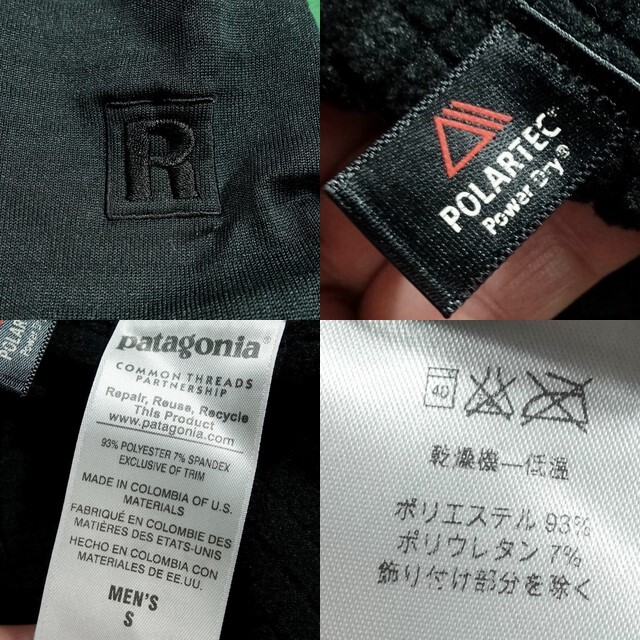 R
POLARTEC®
Power Dry®
POLAR
patagonia®
COMMON THREADS
PARTNERSHIP
Repair, Reuse, Recycle
This Product
www.patagonia.com
93% POLYESTER 7% SPANDEX
EXCLUSIVE OF TRIM
MADE IN COLOMBIA OF U.S.
MATERIALS
FABRIQUÉ EN COLOMBIE DES
MATIÈRES DES ETATS-UNIS
HECHO EN COLOMBIA CON
MATERIALES DE EE.UU.
MEN'S
S
40
乾燥機—低温
ポリエステル 93%
ポリウレタン 7%
飾り付け部分を除く